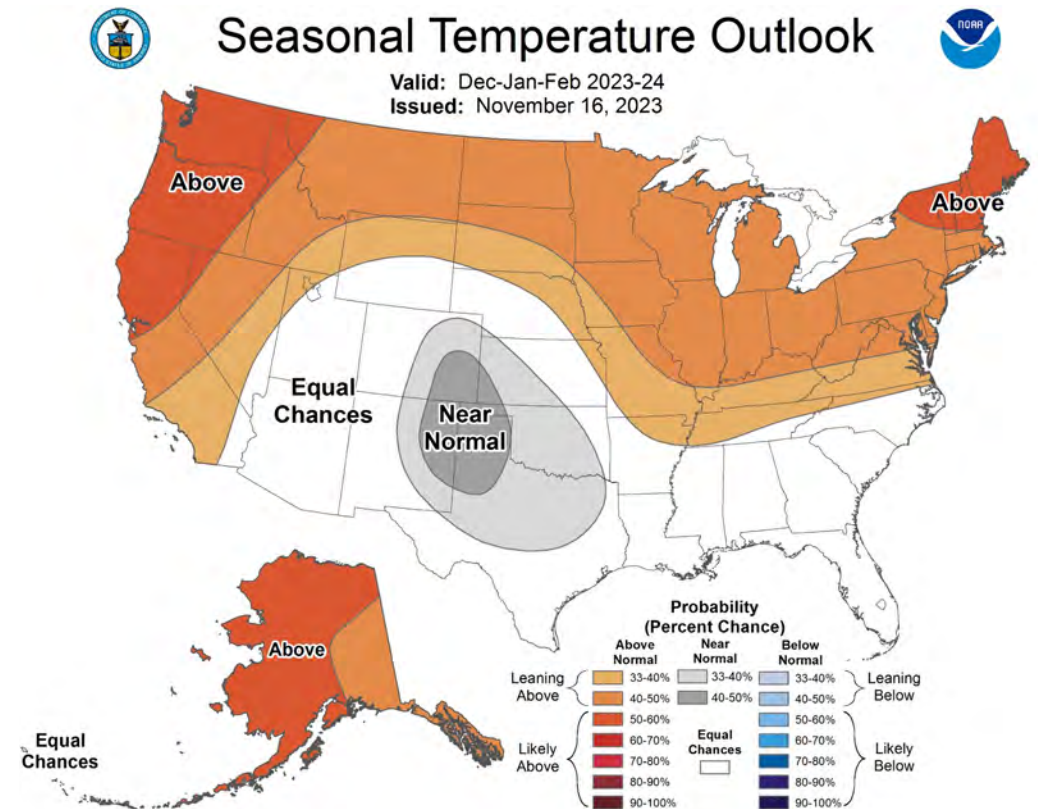 Seasonal Temperature Outlook
NOAA
Valid: Dec-Jan-Feb 2023-24
Issued: November 16, 2023
Above
Above
Equal
Chances
Near
Normal
Above
Equal
Chances
Probability
(Percent Chance)
Above
Normal
Near
Normal
Below
Normal
Leaning
Above
33-40%
40-50%
33-40%
40-50%
33-40%
40-50%
Leaning
Below
Likely
Above
50-60%
60-70%
70-80%
80-90%
90-100%
Equal
Chances
50-60%
60-70%
70-80%
80-90%
90-100%
Likely
Below